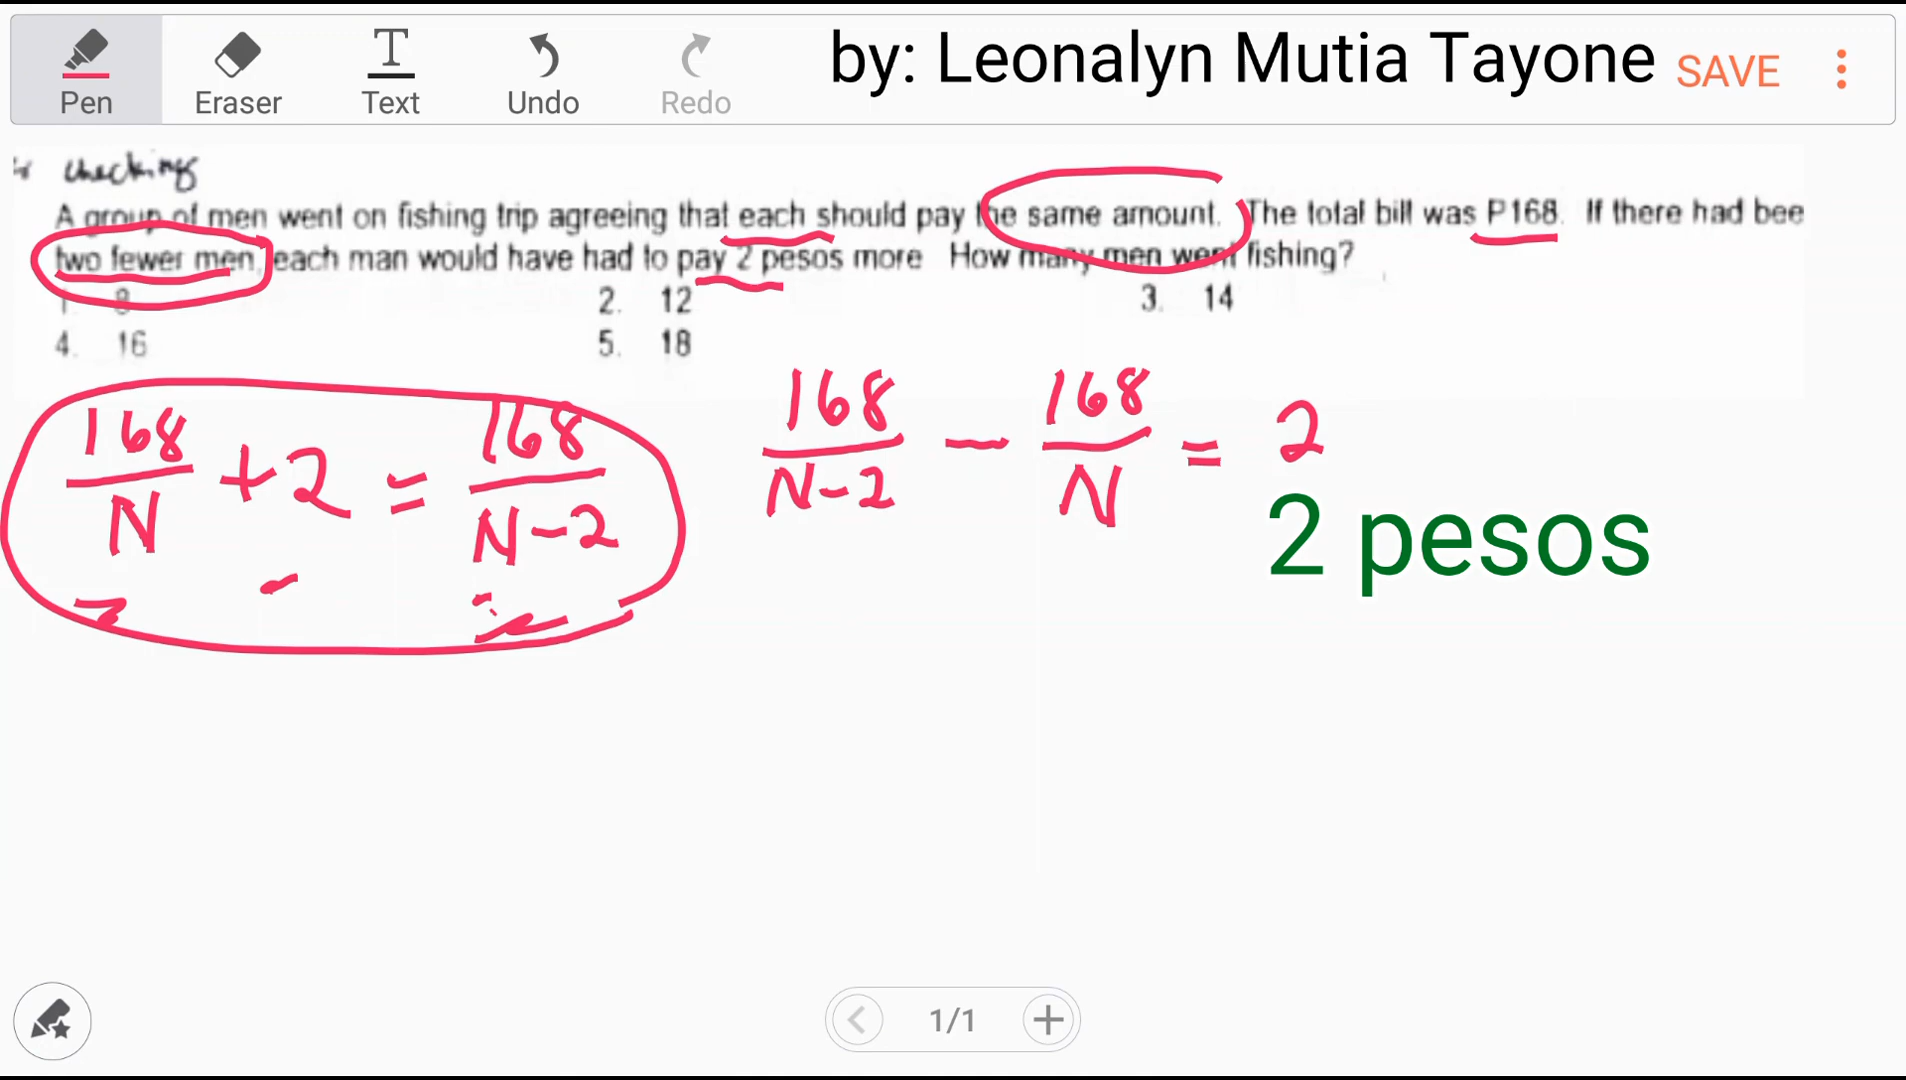 by: Leonalyn Mutia Tayone SAVE
Pen Eraser Text Undo Redo
checking
A group of men went on fishing trip agreeing that each should pay the same amount. The total bill was P168. If there had bee
two fewer men, each man would have had to pay 2 pesos more How many men went fishing?
1. 8 2. 12 3. 14
4. 16 5. 18
168/N + 2 = 168/N-2
168/N-2 - 168/N = 2
2 pesos
1/1